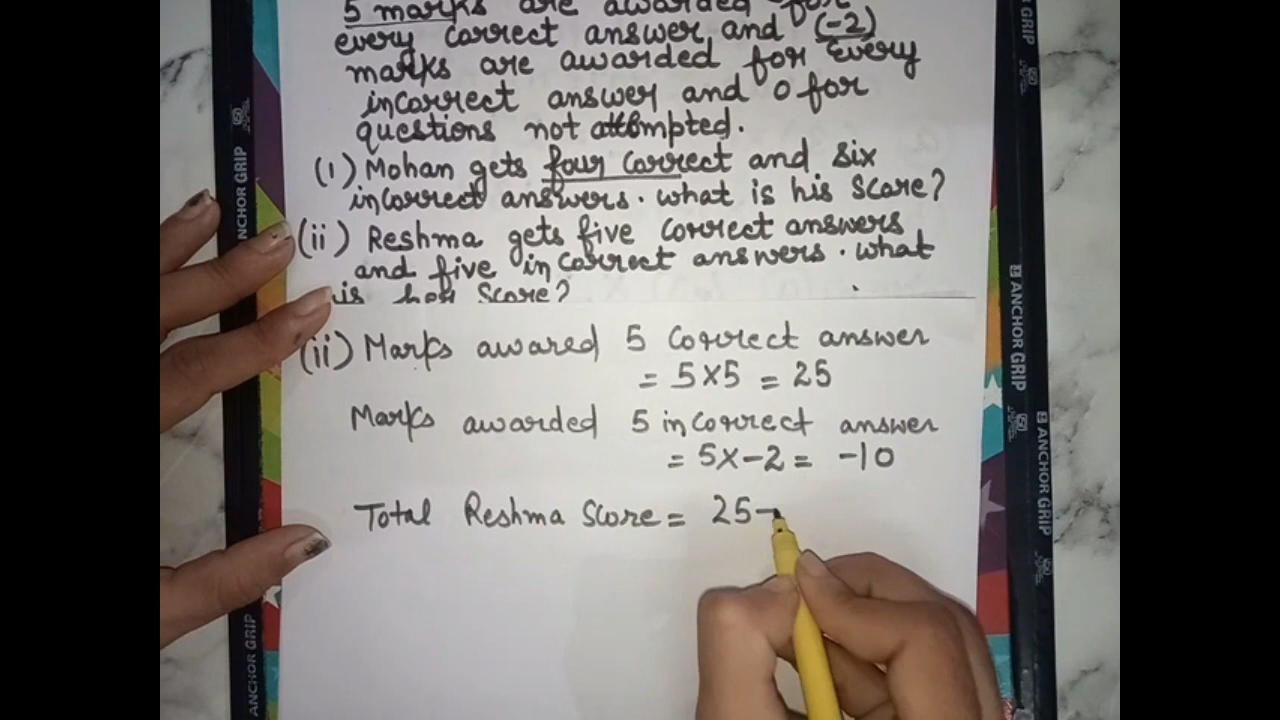 5 marks are awarded for
every correct answer and (-2)
marks are awarded for every
incorrect answer and 0 for
questions not attempted.
(i) Mohan gets four correct and six
incorrect answers. what is his score?
(ii) Reshma gets five correct answers
and five incorrect answers. what
is her score?
(ii) Marks awared 5 correct answer
= 5×5 = 25
Marks awarded 5 incorrect answer
= 5×-2 = -10
Total Reshma Score = 25-
ANCHOR GRIP
ANCHOR GRIP
ANCHOR GRIP
ANCHOR GRIP
ANCHOR GRIP
ANCHOR GRIP